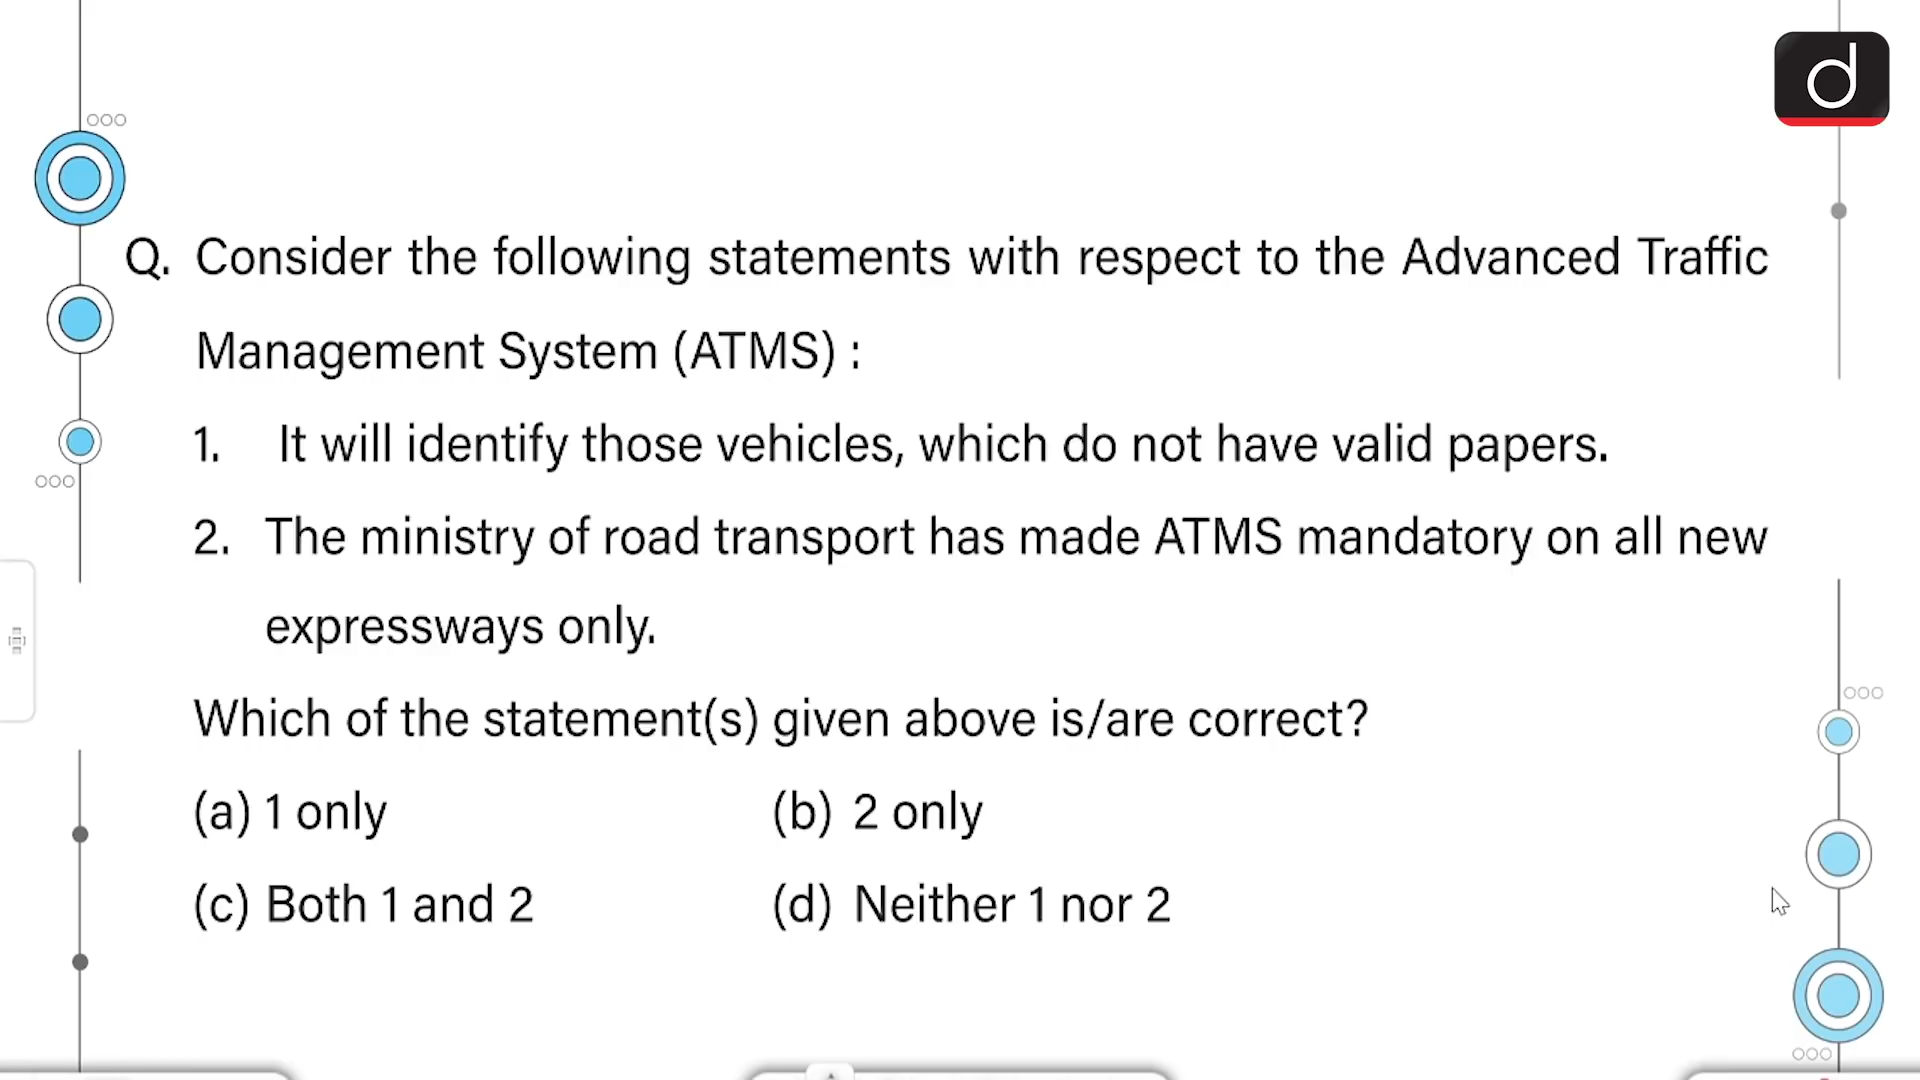 d
Q. Consider the following statements with respect to the Advanced Traffic
Management System (ATMS) :
1. It will identify those vehicles, which do not have valid papers.
2. The ministry of road transport has made ATMS mandatory on all new
expressways only.
Which of the statement(s) given above is/are correct?
(a) 1 only (b) 2 only
(c) Both 1 and 2 (d) Neither 1 nor 2